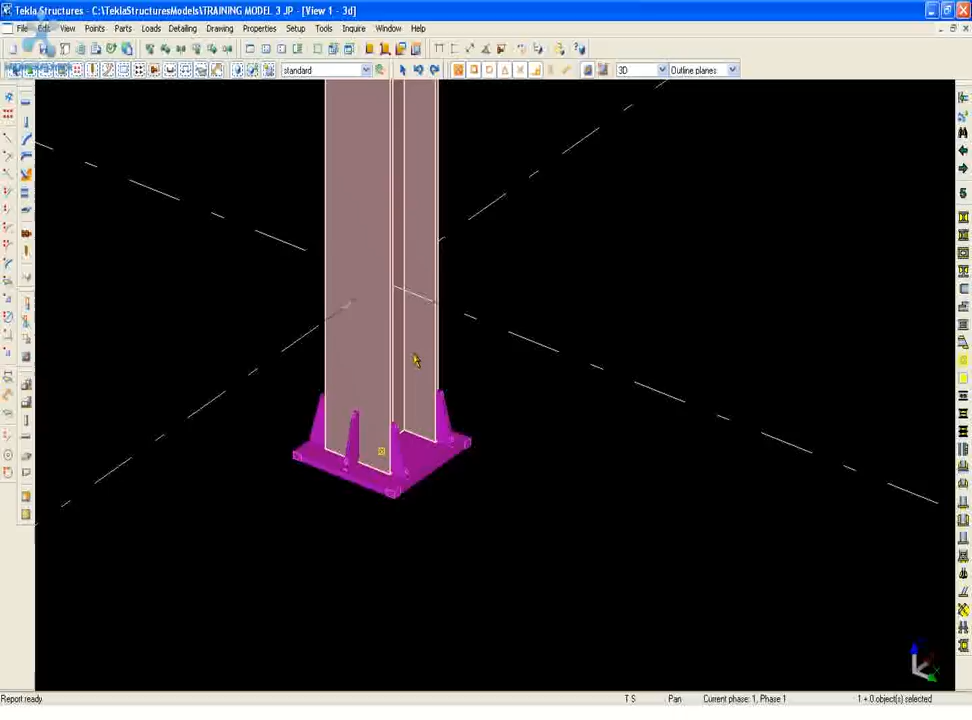 Tekla Structures - C:\TeklaStructuresModels\TRAINING MODEL 3 JP - [View 1 - 3d]
File Edit View Points Parts Loads Detailing Drawing Properties Setup Tools Inquire Window Help
standard 3D Outline planes
Report ready. T S Pan Current phase: 1, Phase 1 1 + 0 object(s) selected